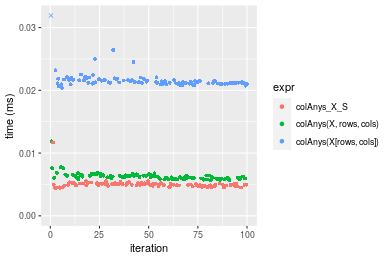 0.03
0.02
0.01
0.00
time (ms)
0
25
50
75
100
iteration
expr
colAnys_X_S
colAnys(X, rows, cols)
colAnys(X[rows, cols])